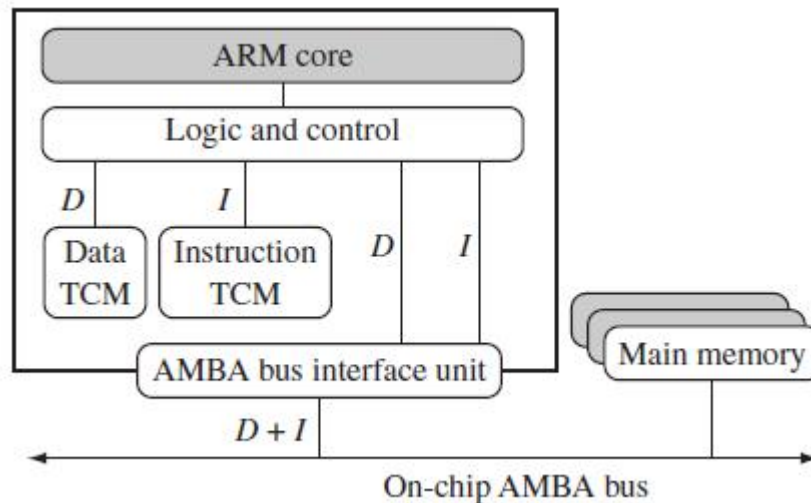 ARM core
Logic and control
D
I
D
I
Data
TCM
Instruction
TCM
Main memory
AMBA bus interface unit
D + I
On-chip AMBA bus